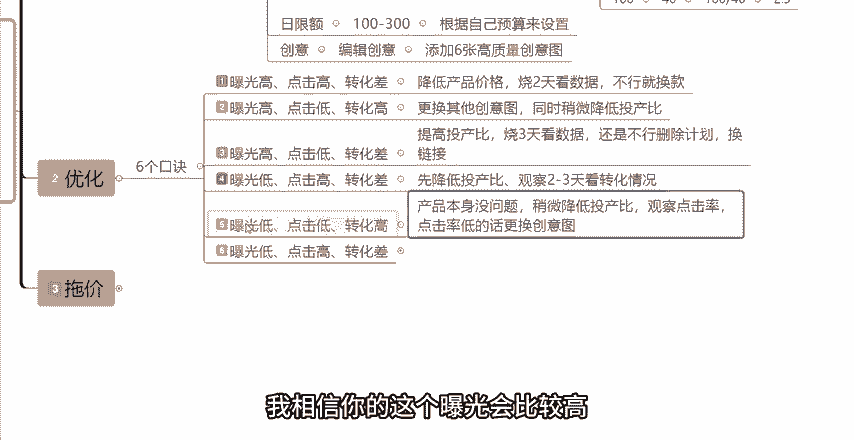 日限额 100-300 根据自己预算来设置
创意 编辑创意 添加6张高质量创意图
1 曝光高、点击高、转化差 降低产品价格，烧2天看数据，不行就换款
2 曝光高、点击低、转化高 更换其他创意图，同时稍微降低投产比
3 曝光高、点击低、转化差 提高投产比，烧3天看数据，还是不行删除计划，换
链接
2 优化
6个口诀
4 曝光低、点击高、转化高 先降低投产比、观察2-3天看转化情况
5 曝光低、点击低、转化高 产品本身没问题，稍微降低投产比，观察点击率，
点击率低的话更换创意图
6 曝光低、点击高、转化差
3 拖价
我相信你的这个曝光会比较高